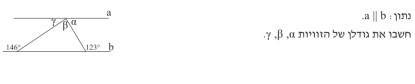 נתון: a || b.
חשבו את גודלן של הזוויות α, β, γ.
a
γ β α
146° 123° b